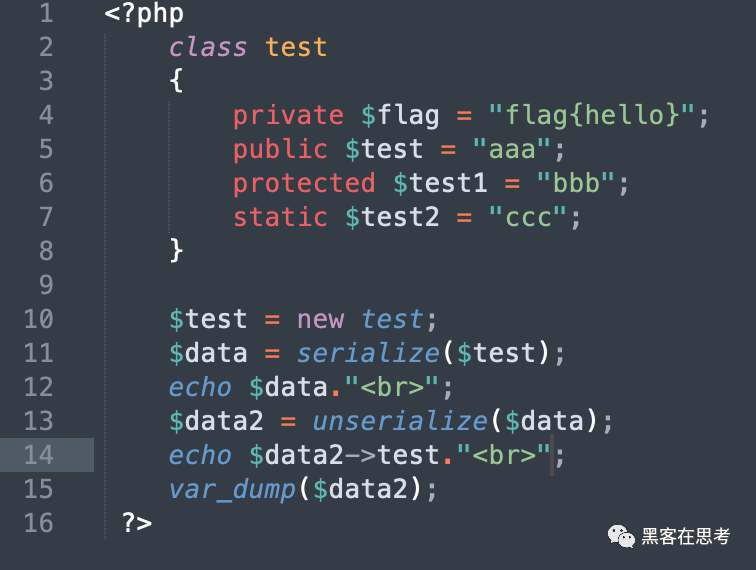 1 <?php
2 class test
3 {
4 private $flag = "flag{hello}";
5 public $test = "aaa";
6 protected $test1 = "bbb";
7 static $test2 = "ccc";
8 }
9
10 $test = new test;
11 $data = serialize($test);
12 echo $data."<br>";
13 $data2 = unserialize($data);
14 echo $data2->test."<br>";
15 var_dump($data2);
16 ?>
黑客在思考